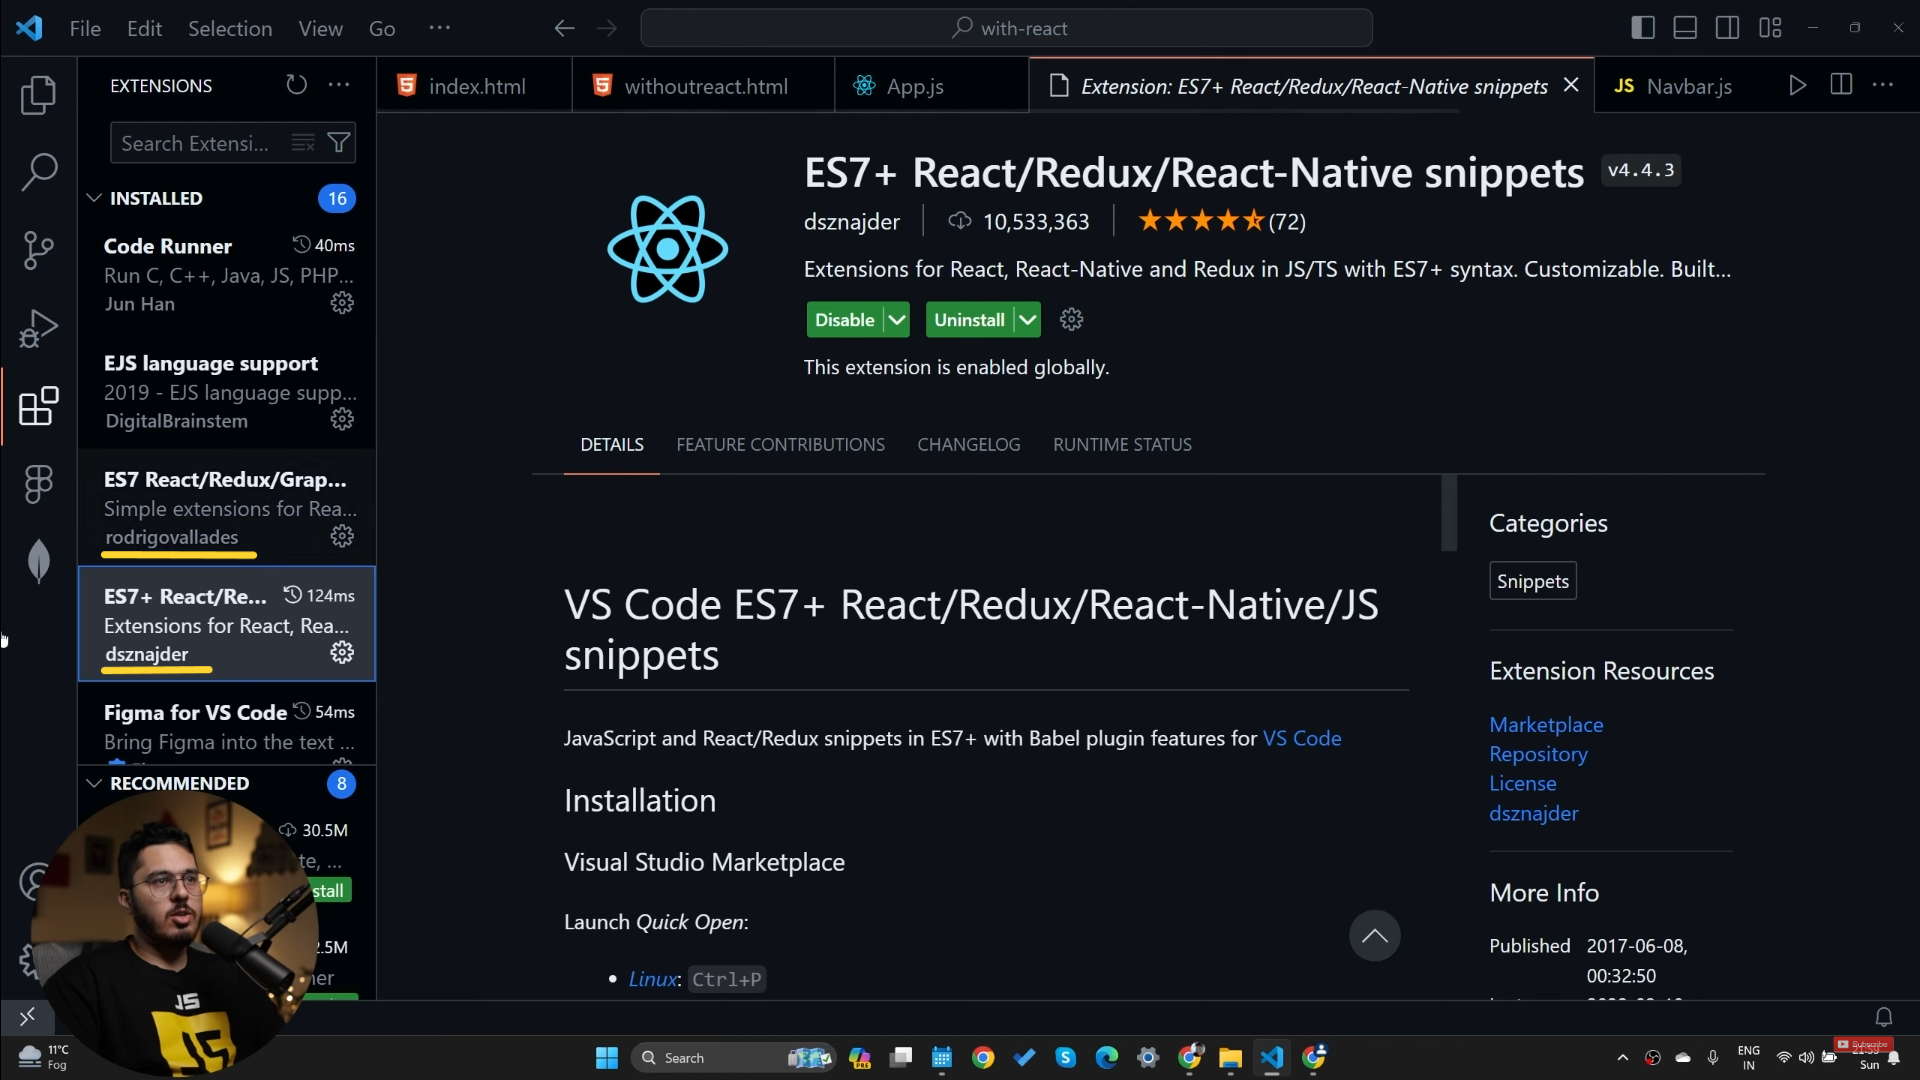 File Edit Selection View Go ···
with-react
EXTENSIONS
index.html
withoutreact.html
App.js
Extension: ES7+ React/Redux/React-Native snippets
JS Navbar.js
Search Extensi...
INSTALLED 16
Code Runner 40ms
Run C, C++, Java, JS, PHP...
Jun Han
EJS language support
2019 - EJS language supp...
DigitalBrainstem
ES7 React/Redux/Grap...
Simple extensions for Rea...
rodrigovallades
ES7+ React/Re... 124ms
Extensions for React, Rea...
dsznajder
Figma for VS Code 54ms
Bring Figma into the text ...
RECOMMENDED 8
30.5M
te, ...
stall
2.5M
ner
ES7+ React/Redux/React-Native snippets v4.4.3
dsznajder 10,533,363 (72)
Extensions for React, React-Native and Redux in JS/TS with ES7+ syntax. Customizable. Built...
Disable Uninstall
This extension is enabled globally.
DETAILS FEATURE CONTRIBUTIONS CHANGELOG RUNTIME STATUS
VS Code ES7+ React/Redux/React-Native/JS
snippets
JavaScript and React/Redux snippets in ES7+ with Babel plugin features for VS Code
Installation
Visual Studio Marketplace
Launch Quick Open:
• Linux: Ctrl+P
Categories
Snippets
Extension Resources
Marketplace
Repository
License
dsznajder
More Info
Published 2017-06-08,
00:32:50
JS
JS
11°C
Fog
Search
PRE
ENG
IN
Subscribe
Sun